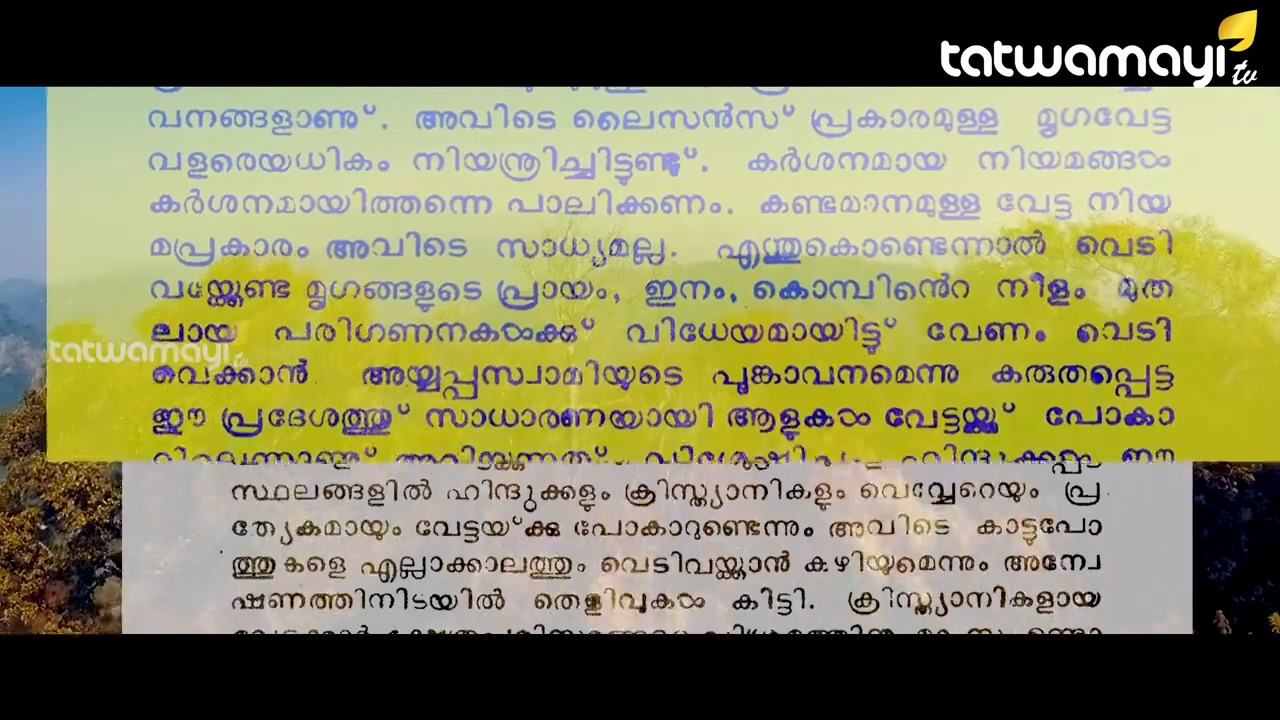 tatwamayi tv
വനങ്ങളാണു്. അവിടെ ലൈസൻസ് പ്രകാരമുള്ള മൃഗവേട്ട
വളരെയധികം നിയന്ത്രിച്ചിട്ടുണ്ടു്. കർശനമായ നിയമങ്ങൾ
കർശനമായിത്തന്നെ പാലിക്കണം. കണ്ടമാനമുള്ള വേട്ട നിയ
മപ്രകാരം അവിടെ സാധ്യമല്ല. എന്തുകൊണ്ടെന്നാൽ വെടി
വയ്ക്കേണ്ട മൃഗങ്ങളുടെ പ്രായം, ഇനം, കൊമ്പിൻെറ നീളം മുത
ലായ പരിഗണനകൾക്കു് വിധേയമായിട്ടു് വേണം വെടി
tatwamayi tv
വെക്കാൻ അയ്യപ്പസ്വാമിയുടെ പൂങ്കാവനമെന്നു കരുതപ്പെട്ട
ഈ പ്രദേശത്തു് സാധാരണയായി ആളുകൾ വേട്ടയ്ക്കു് പോകാ
സ്ഥലങ്ങളിൽ ഹിന്ദുക്കളും ക്രിസ്ത്യാനികളും വെവ്വേറെയും പ്ര
ത്യേകമായും വേട്ടയ്ക്കു പോകാറുണ്ടെന്നും അവിടെ കാട്ടുപോ
ത്തുകളെ എല്ലാക്കാലത്തും വെടിവയ്ക്കാൻ കഴിയുമെന്നും അന്വേ
ഷണത്തിനിടയിൽ തെളിവുകൾ കിട്ടി. ക്രിസ്ത്യാനികളായ